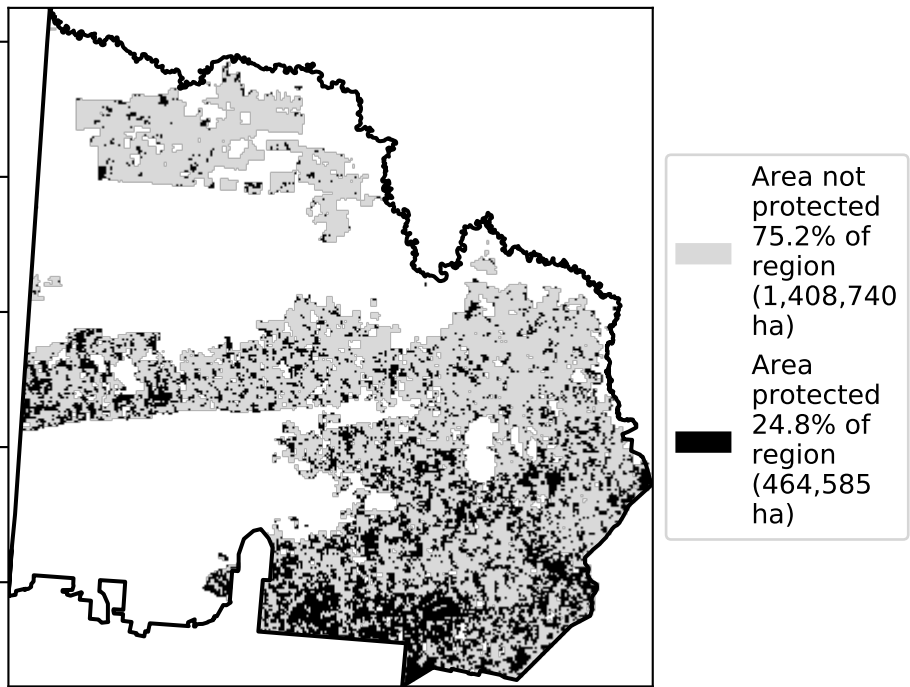 Area not
protected
75.2% of
region
(1,408,740
ha)
Area
protected
24.8% of
region
(464,585
ha)